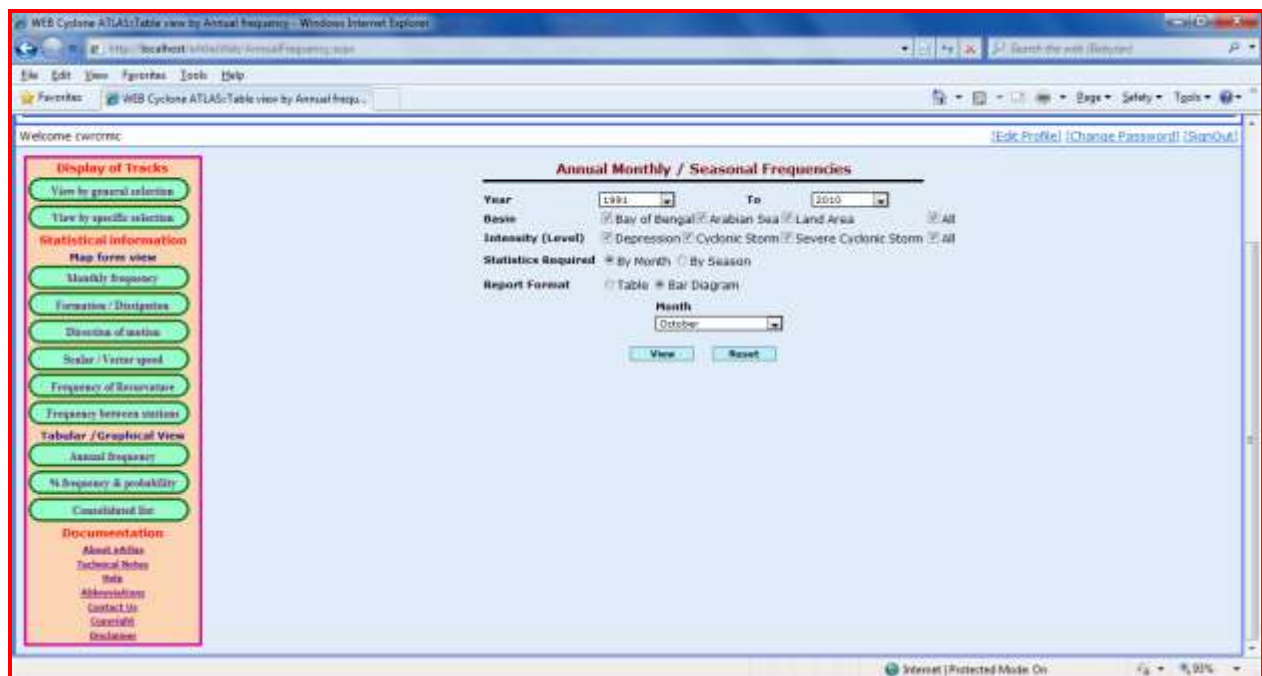 WEB Cyclone ATLAS::Table view by Annual frequency - Windows Internet Explorer
http://localhost/
File Edit View Favorites Tools Help
Favorites WEB Cyclone ATLAS::Table view by Annual frequ...
Page Safety Tools
Welcome cwrcrmc
[Edit Profile] [Change Password] [SignOut]
Display of Tracks
View by general selection
View by specific selection
Statistical information
Map form view
Monthly frequency
Formation / Dissipation
Direction of motion
Scalar / Vector speed
Frequency of Recurvature
Frequency between stations
Tabular /Graphical View
Annual frequency
% frequency & probability
Consolidated list
Documentation
About eAtlas
Technical Notes
Help
Abbreviations
Contact Us
Copyright
Disclaimer
Annual Monthly / Seasonal Frequencies
Year 1991 To 2010
Basin Bay of Bengal Arabian Sea Land Area All
Intensity (Level) Depression Cyclonic Storm Severe Cyclonic Storm All
Statistics Required By Month By Season
Report Format Table Bar Diagram
Month
October
View Reset
Internet | Protected Mode: On
93%